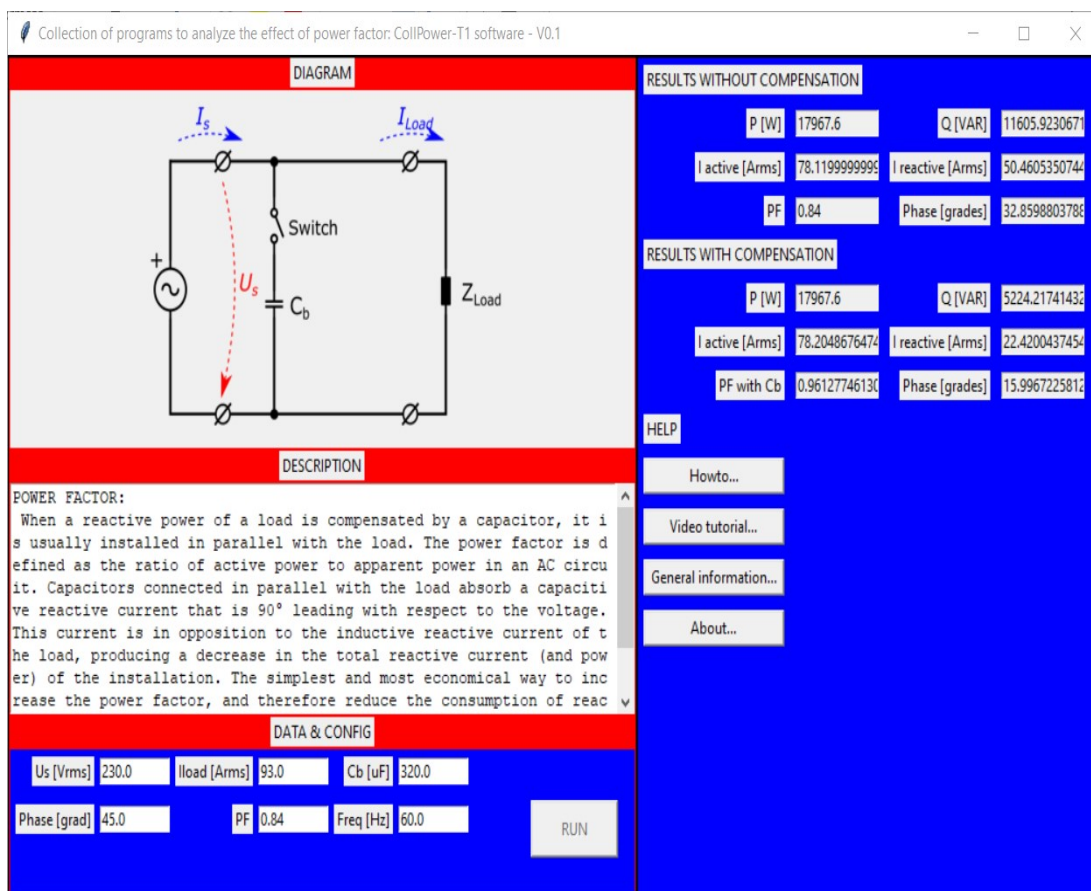 Collection of programs to analyze the effect of power factor: CollPower-T1 software - V0.1
DIAGRAM
I_s
I_Load
+
Switch
U_s
C_b
Z_Load
DESCRIPTION
POWER FACTOR:
When a reactive power of a load is compensated by a capacitor, it i
s usually installed in parallel with the load. The power factor is d
efined as the ratio of active power to apparent power in an AC circu
it. Capacitors connected in parallel with the load absorb a capaciti
ve reactive current that is 90° leading with respect to the voltage.
This current is in opposition to the inductive reactive current of t
he load, producing a decrease in the total reactive current (and pow
er) of the installation. The simplest and most economical way to inc
rease the power factor, and therefore reduce the consumption of reac
DATA & CONFIG
Us [Vrms] 230.0 Iload [Arms] 93.0 Cb [uF] 320.0
Phase [grad] 45.0 PF 0.84 Freq [Hz] 60.0
RUN
RESULTS WITHOUT COMPENSATION
P [W] 17967.6 Q [VAR] 11605.9230671
I active [Arms] 78.1199999999 I reactive [Arms] 50.4605350744
PF 0.84 Phase [grades] 32.8598803788
RESULTS WITH COMPENSATION
P [W] 17967.6 Q [VAR] 5224.21741432
I active [Arms] 78.2048676474 I reactive [Arms] 22.4200437454
PF with Cb 0.96127746130 Phase [grades] 15.9967225812
HELP
Howto...
Video tutorial...
General information...
About...